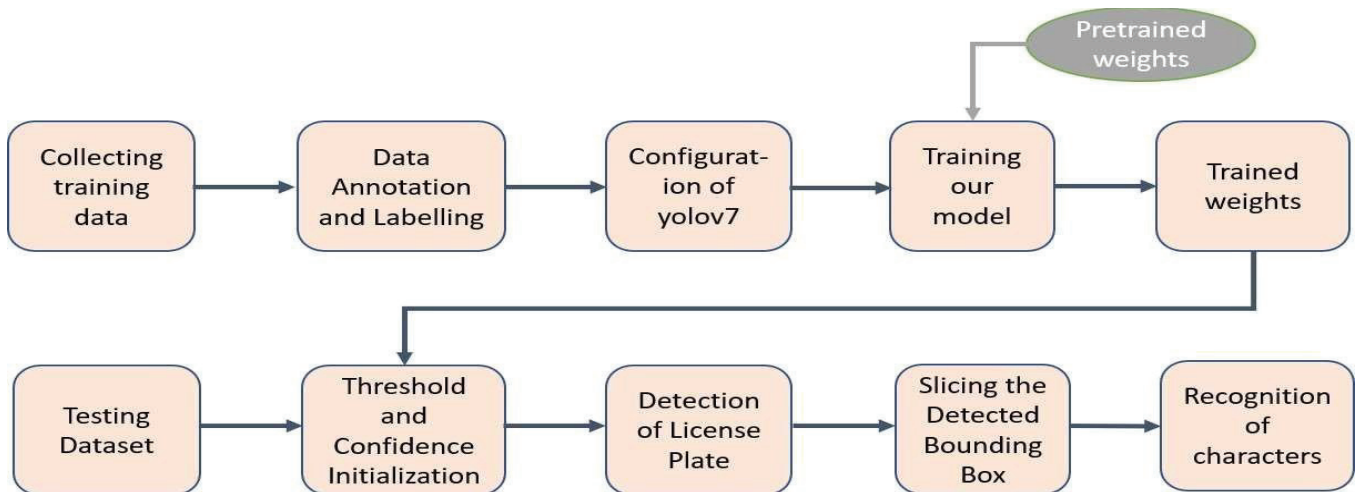 Pretrained
weights
Collecting
training
data
Data
Annotation
and Labelling
Configurat-
ion of
yolov7
Training
our
model
Trained
weights
Testing
Dataset
Threshold
and
Confidence
Initialization
Detection
of License
Plate
Slicing the
Detected
Bounding
Box
Recognition
of
characters